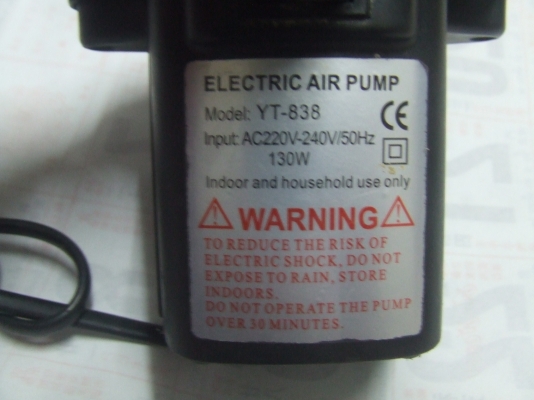 ELECTRIC AIR PUMP
Model: YT-838
Input: AC220V-240V/50Hz
130W
CE
Indoor and household use only
WARNING
TO REDUCE THE RISK OF
ELECTRIC SHOCK, DO NOT
EXPOSE TO RAIN, STORE
INDOORS.
DO NOT OPERATE THE PUMP
OVER 30 MINUTES.